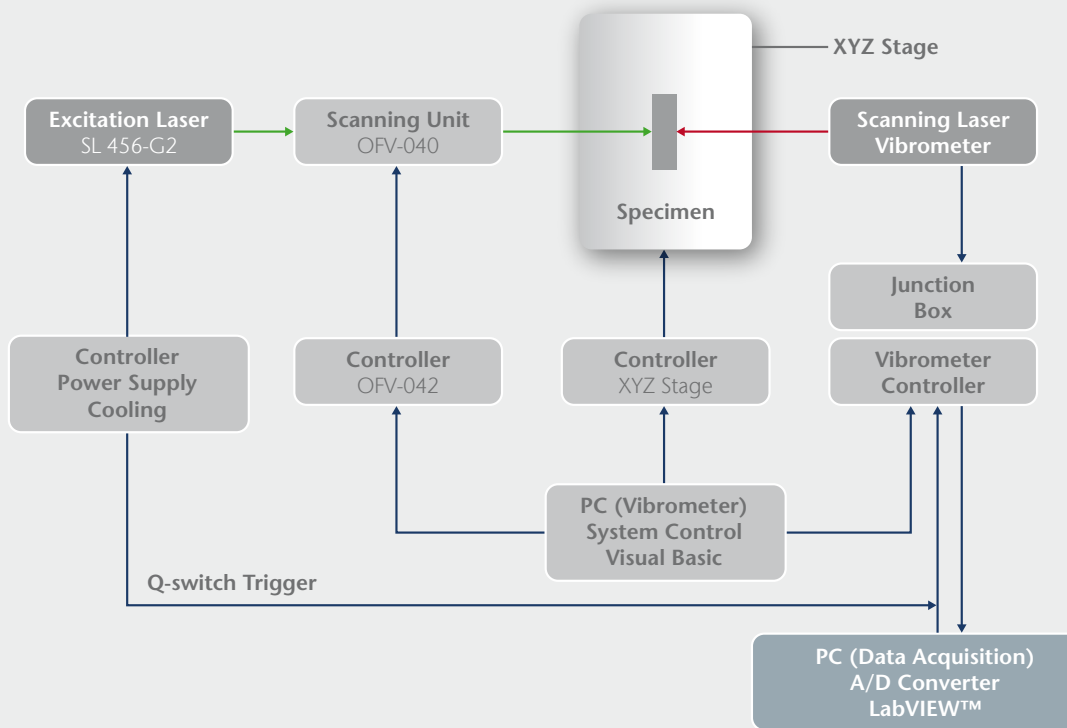 XYZ Stage
Excitation Laser
SL 456-G2
Scanning Unit
OFV-040
Scanning Laser
Vibrometer
Specimen
Junction
Box
Controller
Power Supply
Cooling
Controller
OFV-042
Controller
XYZ Stage
Vibrometer
Controller
PC (Vibrometer)
System Control
Visual Basic
Q-switch Trigger
PC (Data Acquisition)
A/D Converter
LabVIEW™